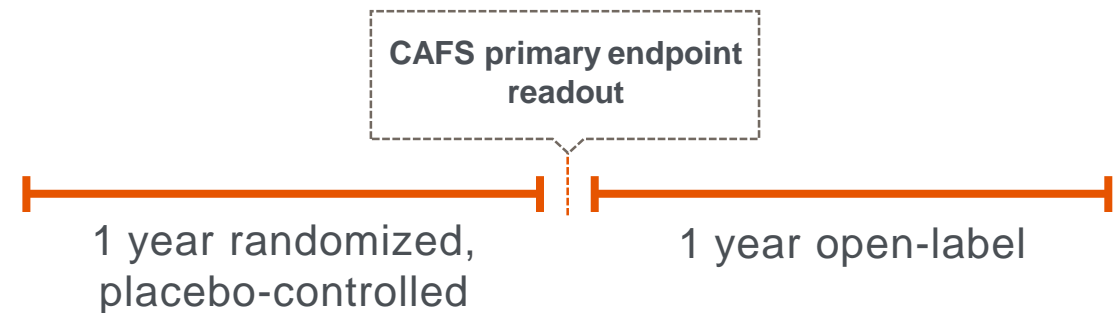 CAFS primary endpoint
readout
1 year randomized,
placebo-controlled
1 year open-label